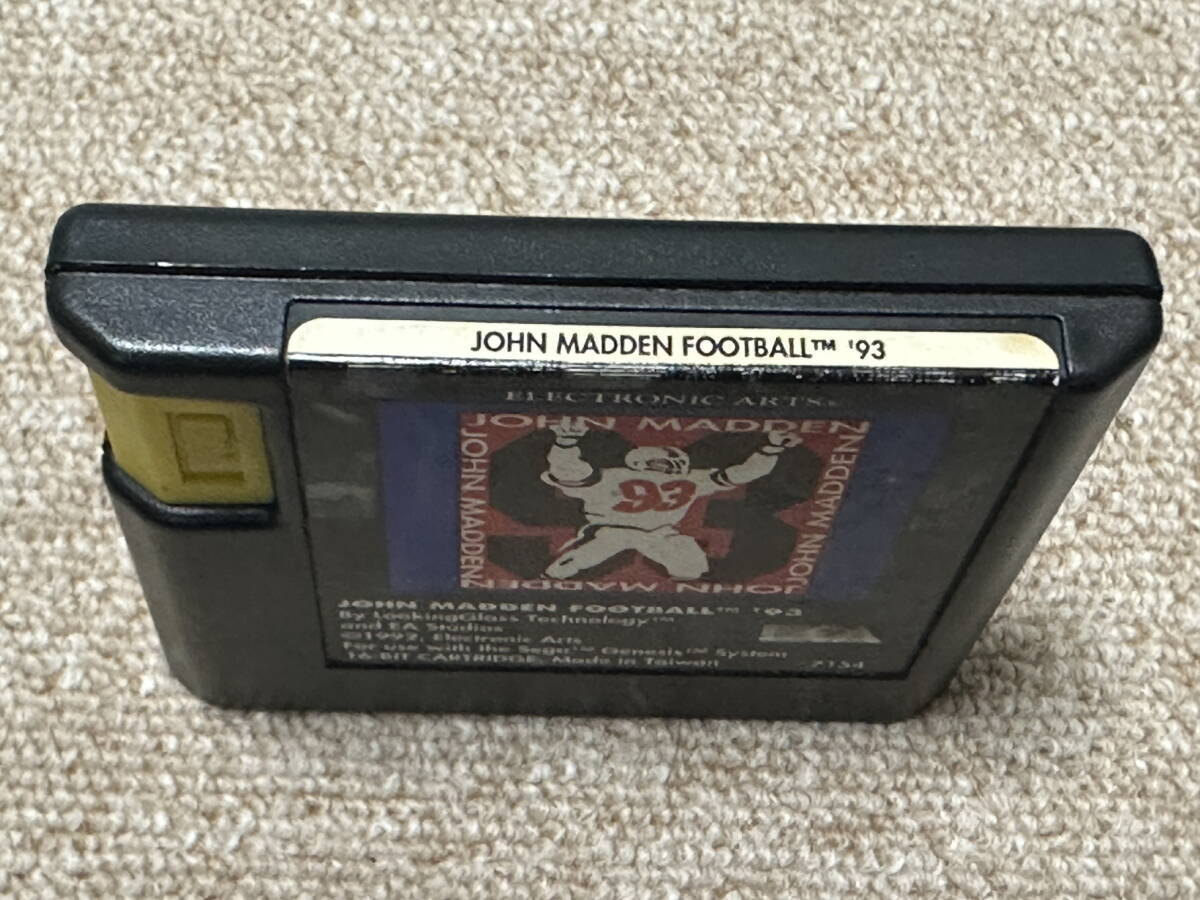 JOHN MADDEN FOOTBALL™ '93
ELECTRONIC ARTS®
JOHN MADDEN
JOHN MADDEN
JOHN MADDEN
JOHN MADDEN
93
JOHN MADDEN FOOTBALL™ '93
By LookingGlass Technology™
and EA Studios
©1992, Electronic Arts
For use with the Sega™ Genesis™ System
16-BIT CARTRIDGE, Made in Taiwan
7154